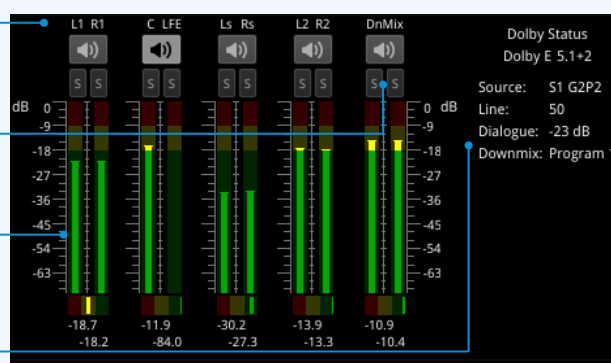 L1 R1 C LFE Ls Rs L2 R2 DnMix
S S S S S S S S S S
dB 0 0 dB
-9 -9
-18 -18
-27 -27
-36 -36
-45 -45
-54 -54
-63 -63
-18.7 -11.9 -30.2 -13.9 -10.9
-18.2 -84.0 -27.3 -13.3 -10.4
Dolby Status
Dolby E 5.1+2
Source: S1 G2P2
Line: 50
Dialogue: -23 dB
Downmix: Program 1